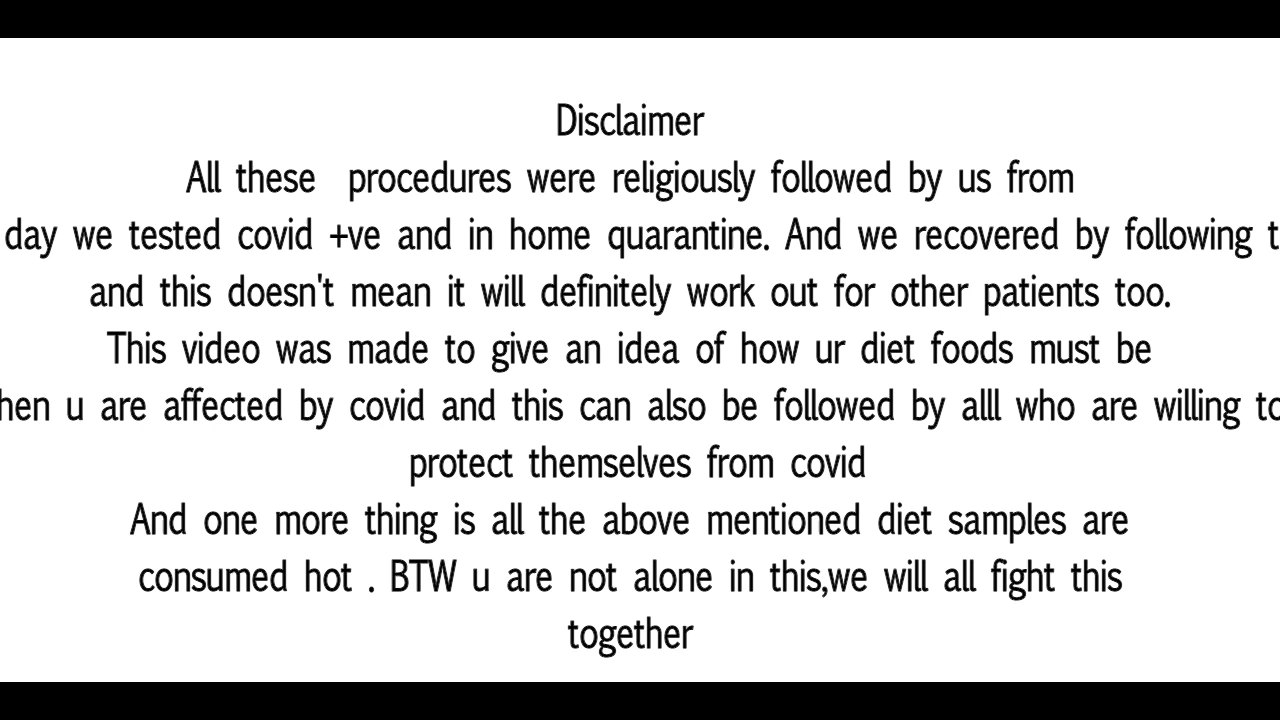 Disclaimer
All these procedures were religiously followed by us from
day we tested covid +ve and in home quarantine. And we recovered by following
and this doesn't mean it will definitely work out for other patients too.
This video was made to give an idea of how ur diet foods must be
u are affected by covid and this can also be followed by alll who are willing to
protect themselves from covid
And one more thing is all the above mentioned diet samples are
consumed hot . BTW u are not alone in this,we will all fight this
together